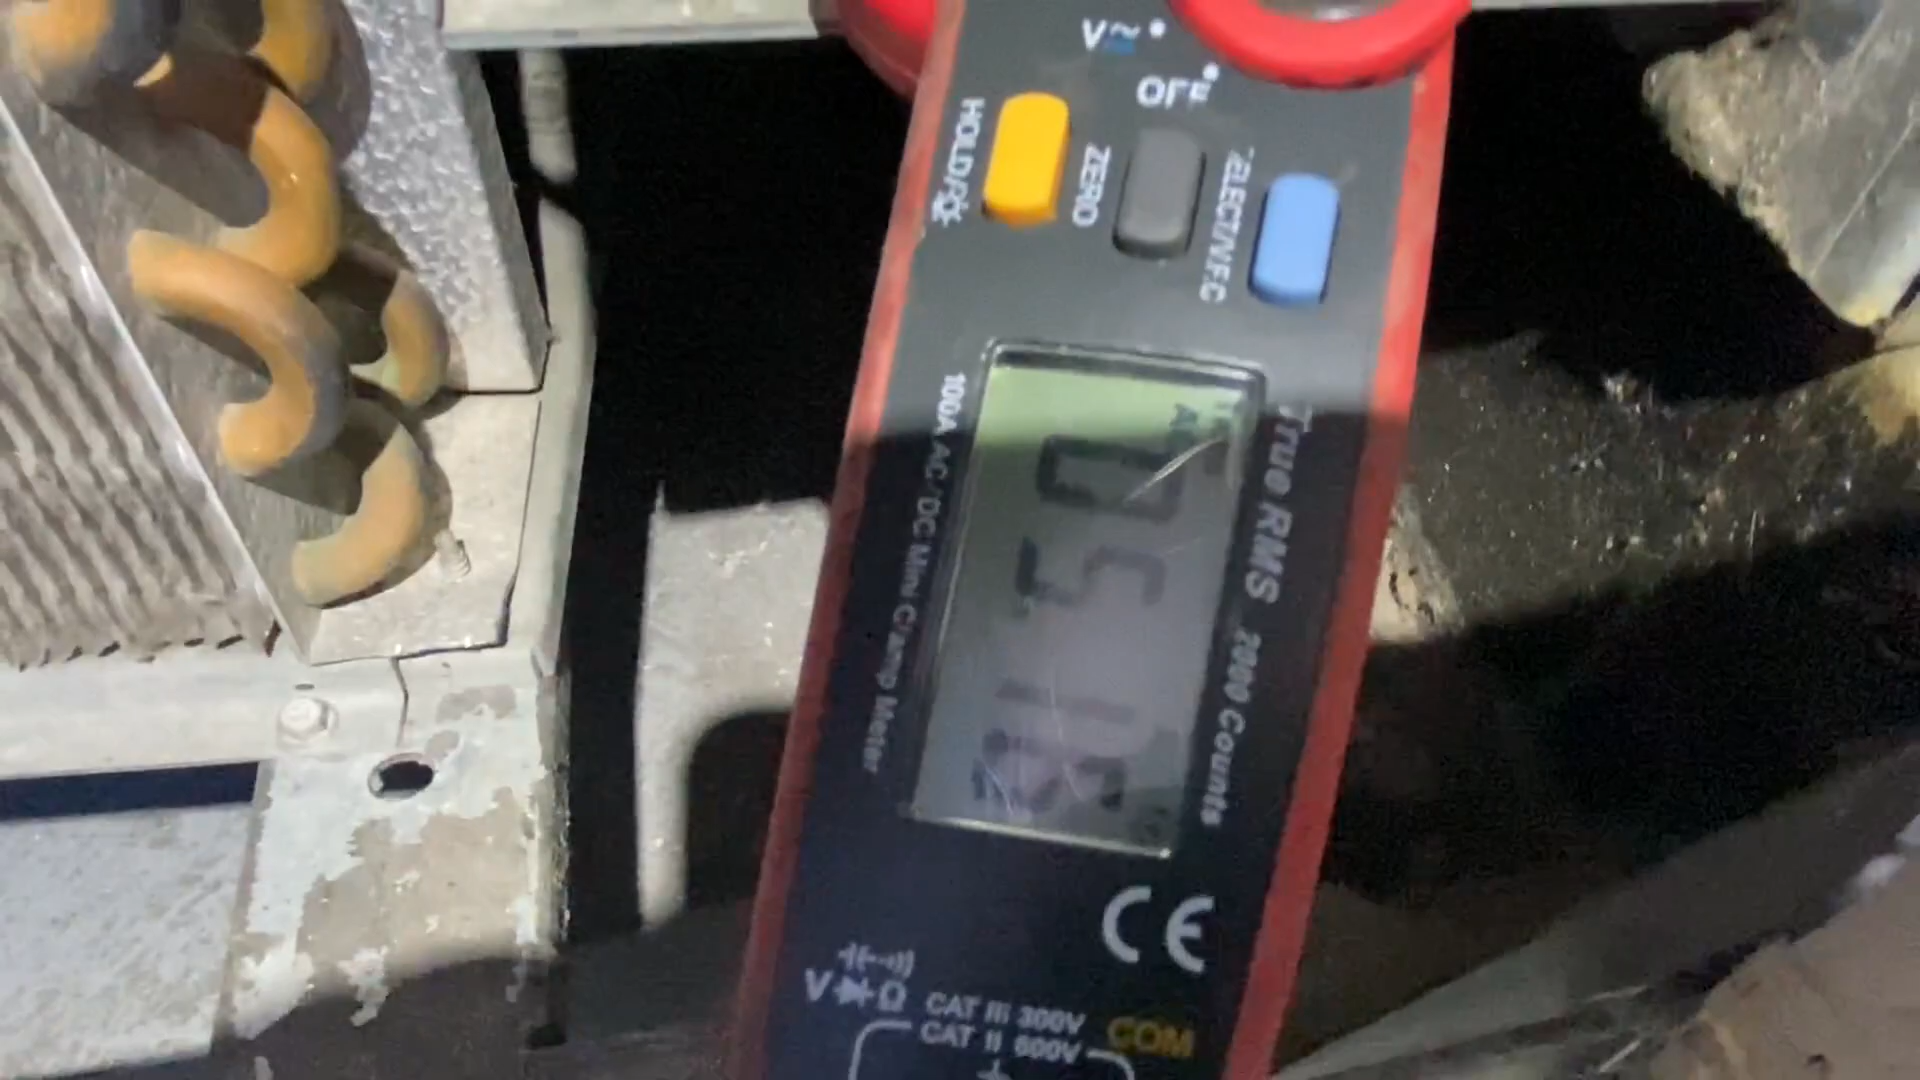 V≂
OFF
HOLD/
ZERO
SELECT/V.F.C
True RMS 2000 Counts
100A AC/DC Mini Clamp Meter
CE
VΩ
CAT III 300V
CAT II 600V
COM